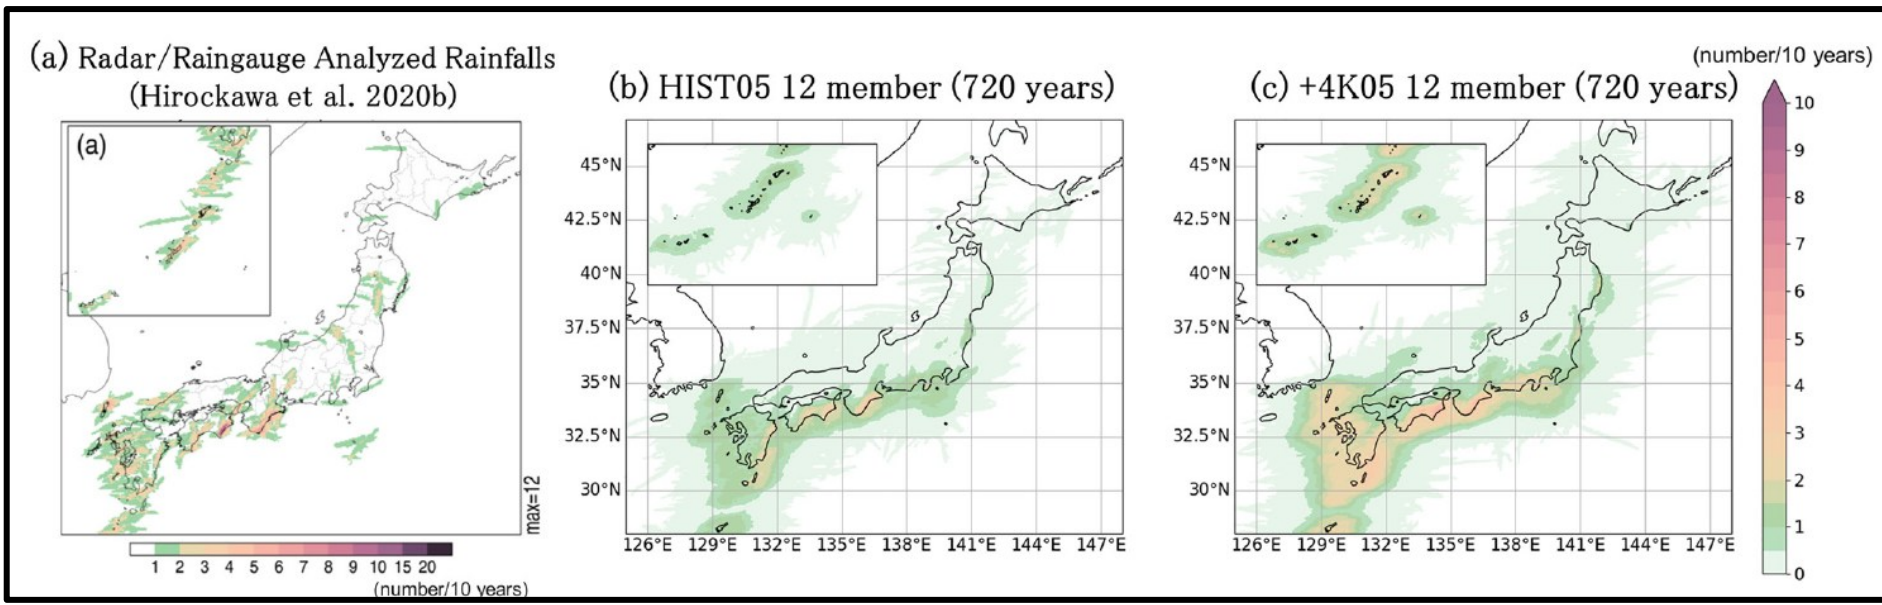 (a) Radar/Raingauge Analyzed Rainfalls
(Hirockawa et al. 2020b)
(a)
max=12
1 2 3 4 5 6 7 8 9 10 15 20
(number/10 years)
(b) HIST05 12 member (720 years)
45°N
42.5°N
40°N
37.5°N
35°N
32.5°N
30°N
126°E 129°E 132°E 135°E 138°E 141°E 144°E 147°E
(c) +4K05 12 member (720 years)
45°N
42.5°N
40°N
37.5°N
35°N
32.5°N
30°N
126°E 129°E 132°E 135°E 138°E 141°E 144°E 147°E
(number/10 years)
10
9
8
7
6
5
4
3
2
1
0